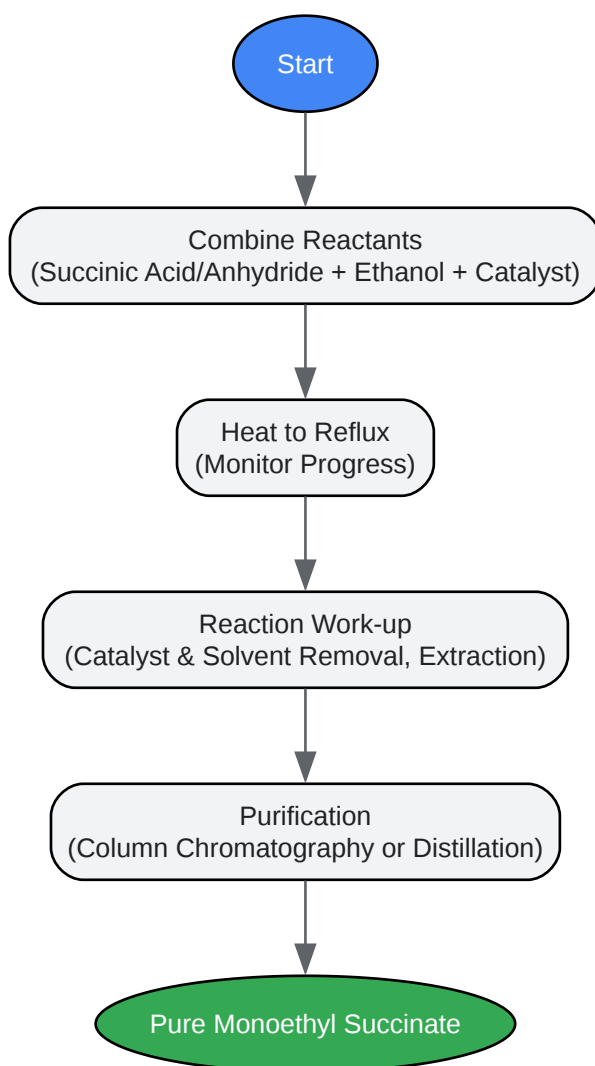 Start
Combine Reactants
(Succinic Acid/Anhydride + Ethanol + Catalyst)
Heat to Reflux
(Monitor Progress)
Reaction Work-up
(Catalyst & Solvent Removal, Extraction)
Purification
(Column Chromatography or Distillation)
Pure Monoethyl Succinate